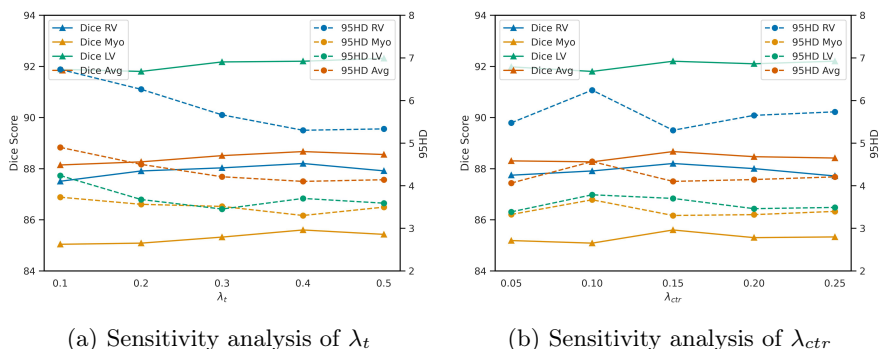 94
92
90
88
86
84
Dice Score
Dice RV
Dice Myo
Dice LV
Dice Avg
95HD RV
95HD Myo
95HD LV
95HD Avg
8
7
6
5
4
3
2
95HD
0.1 0.2 0.3 0.4 0.5
λt
(a) Sensitivity analysis of λt
94
92
90
88
86
84
Dice Score
Dice RV
Dice Myo
Dice LV
Dice Avg
95HD RV
95HD Myo
95HD LV
95HD Avg
8
7
6
5
4
3
2
95HD
0.05 0.10 0.15 0.20 0.25
λctr
(b) Sensitivity analysis of λctr